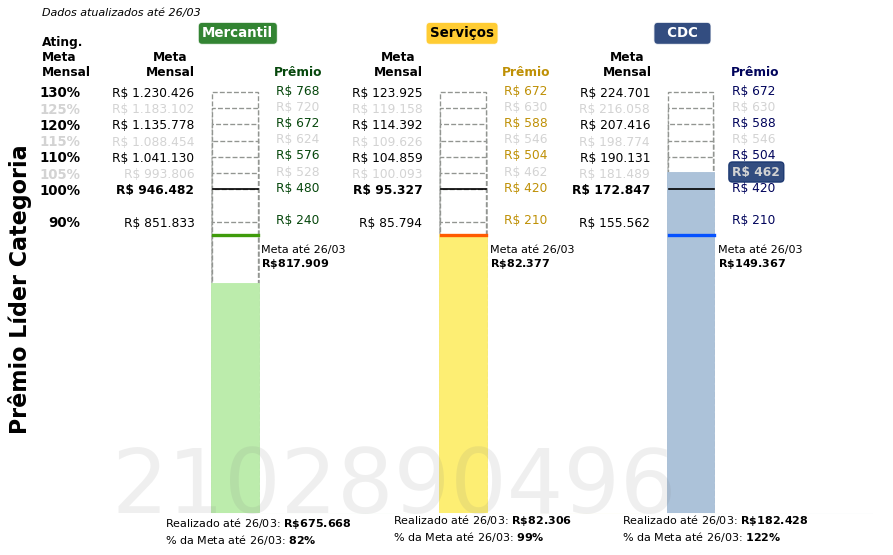 Dados atualizados até 26/03
Mercantil Serviços CDC
Ating.
Meta Meta Meta Meta
Mensal Mensal Prêmio Mensal Prêmio Mensal Prêmio
130% R$ 1.230.426 R$ 768 R$ 123.925 R$ 672 R$ 224.701 R$ 672
125% R$ 1.183.102 R$ 720 R$ 119.158 R$ 630 R$ 216.058 R$ 630
120% R$ 1.135.778 R$ 672 R$ 114.392 R$ 588 R$ 207.416 R$ 588
115% R$ 1.088.454 R$ 624 R$ 109.626 R$ 546 R$ 198.774 R$ 546
110% R$ 1.041.130 R$ 576 R$ 104.859 R$ 504 R$ 190.131 R$ 504
105% R$ 993.806 R$ 528 R$ 100.093 R$ 462 R$ 181.489 R$ 462
100% R$ 946.482 R$ 480 R$ 95.327 R$ 420 R$ 172.847 R$ 420
90% R$ 851.833 R$ 240 R$ 85.794 R$ 210 R$ 155.562 R$ 210
Meta até 26/03 Meta até 26/03 Meta até 26/03
R$817.909 R$82.377 R$149.367
Prêmio Líder Categoria
2102890496
Realizado até 26/03: R$675.668 Realizado até 26/03: R$82.306 Realizado até 26/03: R$182.428
% da Meta até 26/03: 82% % da Meta até 26/03: 99% % da Meta até 26/03: 122%